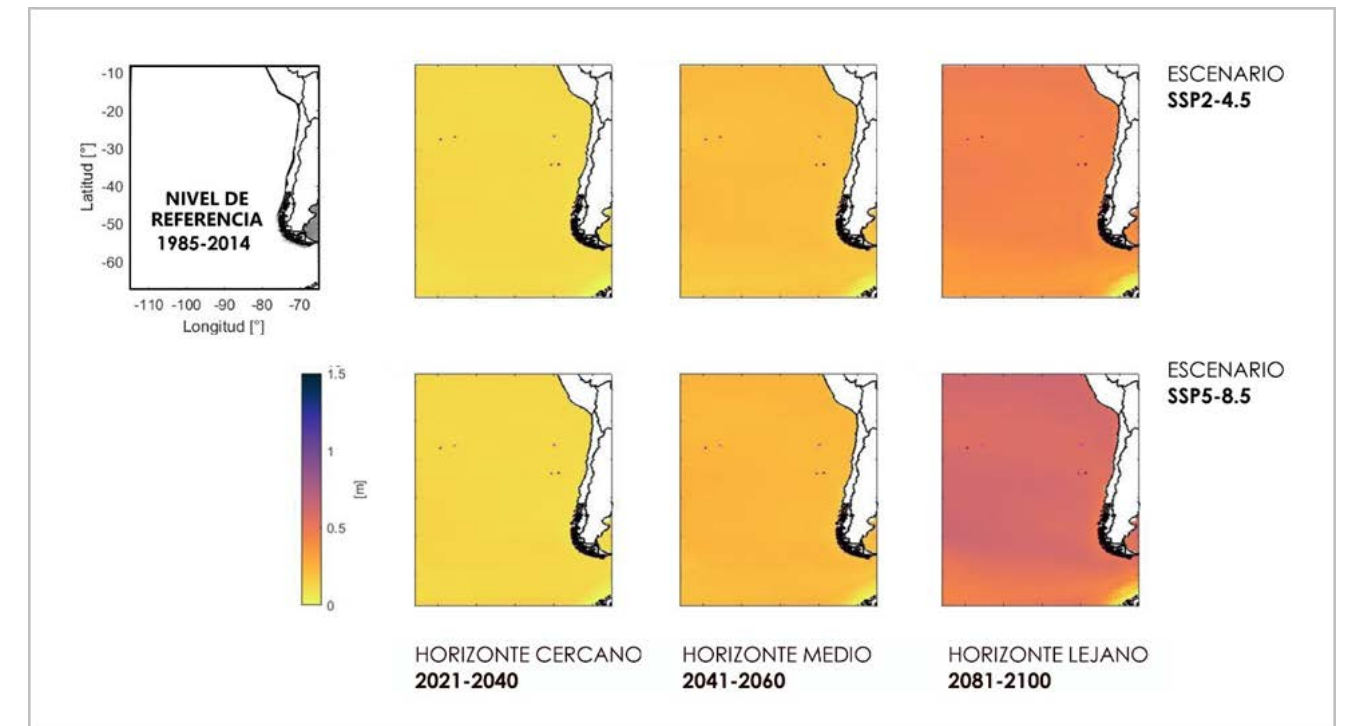 -10
-20
-30
-40
-50
-60
Latitud [°]
NIVEL DE
REFERENCIA
1985-2014
-110 -100 -90 -80 -70
Longitud [°]
ESCENARIO
SSP2-4.5
1.5
1
0.5
0
[m]
ESCENARIO
SSP5-8.5
HORIZONTE CERCANO
2021-2040
HORIZONTE MEDIO
2041-2060
HORIZONTE LEJANO
2081-2100